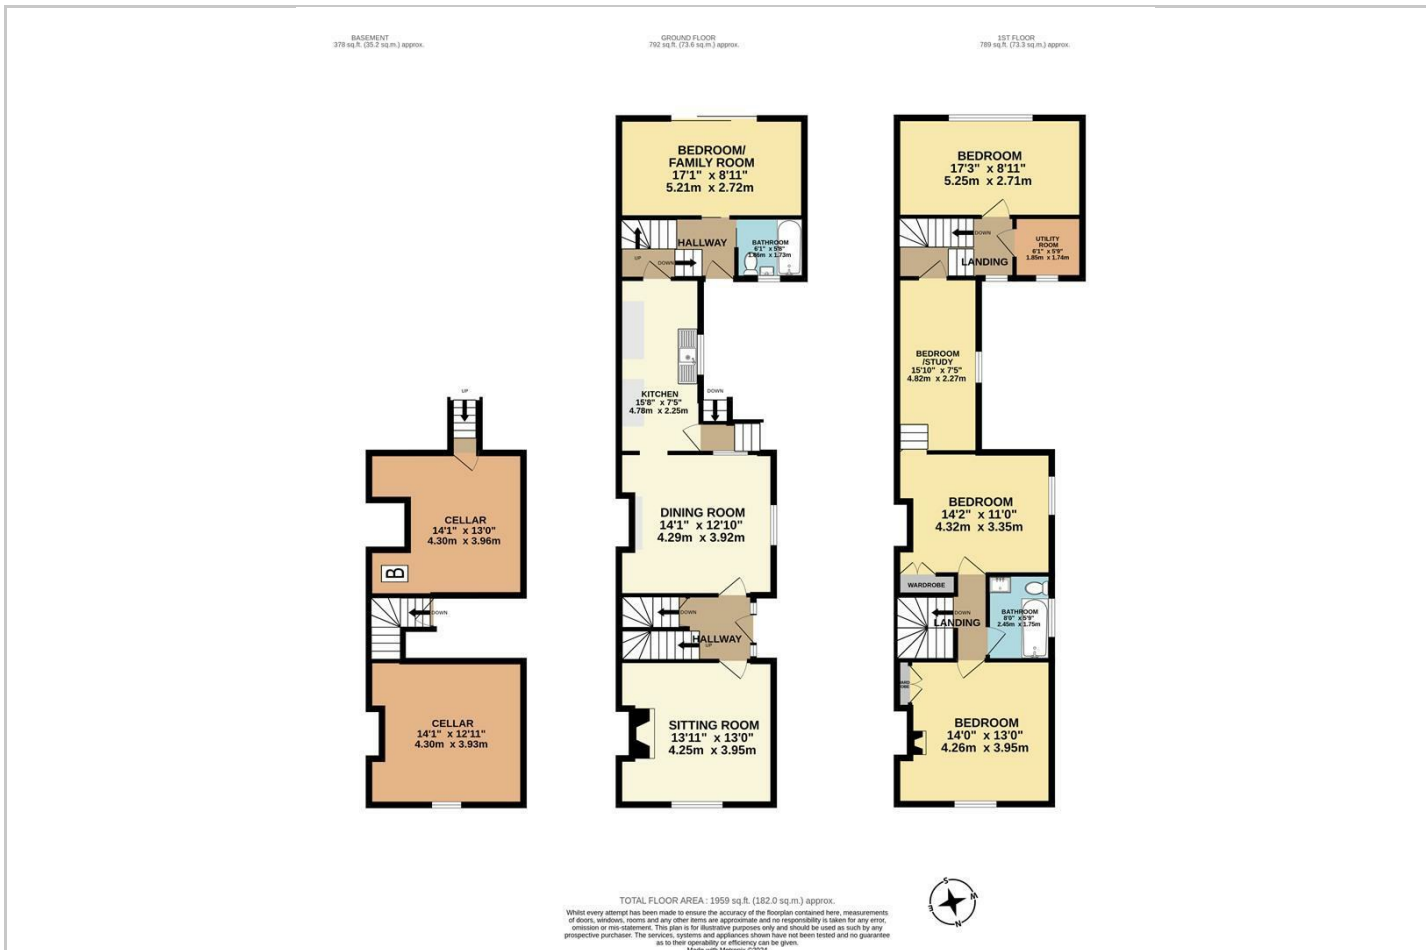 BASEMENT
378 sq.ft. (35.2 sq.m.) approx.
GROUND FLOOR
792 sq.ft. (73.6 sq.m.) approx.
1ST FLOOR
789 sq.ft. (73.3 sq.m.) approx.
UP
CELLAR
14'1" x 13'0"
4.30m x 3.96m
B
DOWN
CELLAR
14'1" x 12'11"
4.30m x 3.93m
BEDROOM/
FAMILY ROOM
17'1" x 8'11"
5.21m x 2.72m
HALLWAY
UP
DOWN
BATHROOM
6'1" x 5'8"
1.86m x 1.73m
KITCHEN
15'8" x 7'5"
4.78m x 2.25m
DOWN
DINING ROOM
14'1" x 12'10"
4.29m x 3.92m
DOWN
HALLWAY
UP
SITTING ROOM
13'11" x 13'0"
4.25m x 3.95m
BEDROOM
17'3" x 8'11"
5.25m x 2.71m
DOWN
LANDING
UTILITY
ROOM
6'1" x 5'9"
1.85m x 1.74m
BEDROOM
/STUDY
15'10" x 7'5"
4.82m x 2.27m
BEDROOM
14'2" x 11'0"
4.32m x 3.35m
WARDROBE
DOWN
LANDING
BATHROOM
8'0" x 5'9"
2.45m x 1.75m
BEDROOM
14'0" x 13'0"
4.26m x 3.95m
S
W
E
N
TOTAL FLOOR AREA : 1959 sq.ft. (182.0 sq.m.) approx.
Whilst every attempt has been made to ensure the accuracy of the floorplan contained here, measurements
of doors, windows, rooms and any other items are approximate and no responsibility is taken for any error,
omission or mis-statement. This plan is for illustrative purposes only and should be used as such by any
prospective purchaser. The services, systems and appliances shown have not been tested and no guarantee
as to their operability or efficiency can be given.
Made with Metropix ©2024